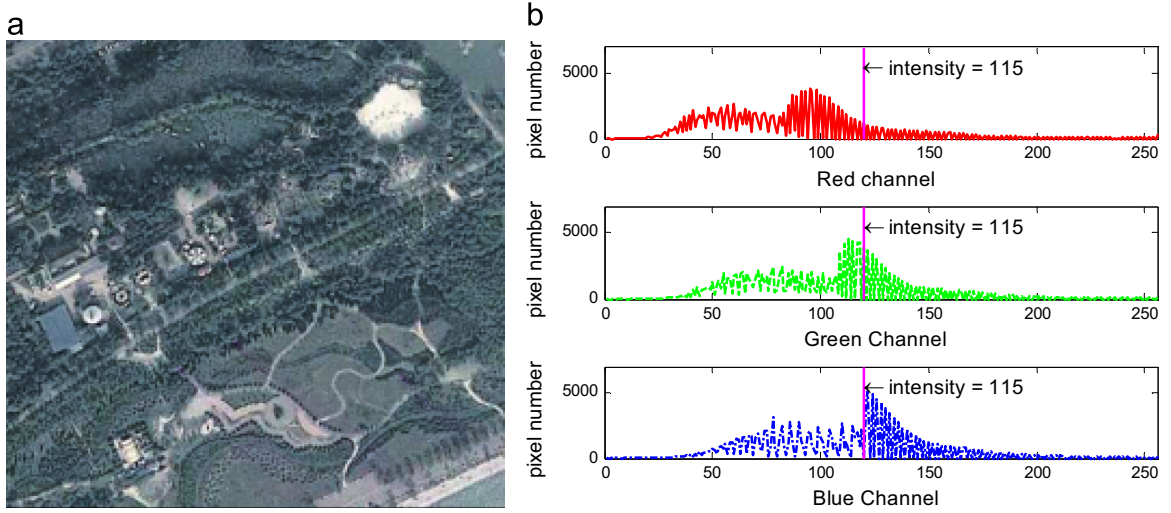 a
b
pixel number
5000
0
← intensity = 115
0 50 100 150 200 250
Red channel
pixel number
5000
0
← intensity = 115
0 50 100 150 200 250
Green Channel
pixel number
5000
0
← intensity = 115
0 50 100 150 200 250
Blue Channel